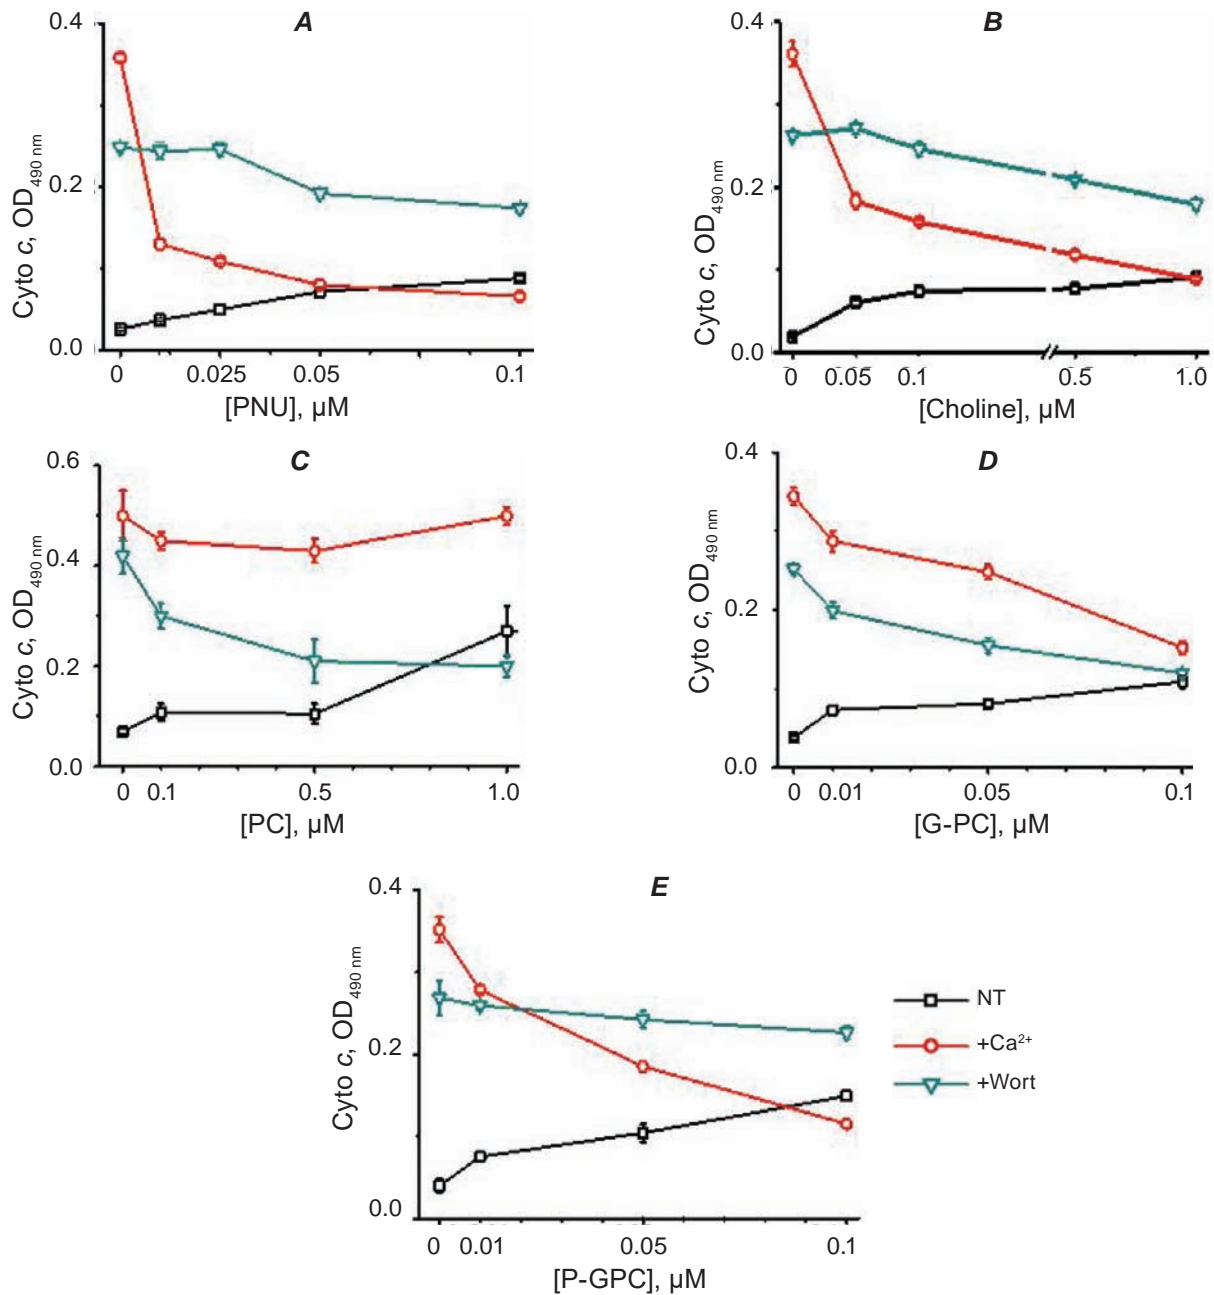 A
0.4
0.2
0.0
Cyto c, OD490 nm
0 0.025 0.05 0.1
[PNU], µM
B
0.4
0.2
0.0
Cyto c, OD490 nm
0 0.05 0.1 0.5 1.0
[Choline], µM
C
0.6
0.4
0.2
0.0
Cyto c, OD490 nm
0 0.1 0.5 1.0
[PC], µM
D
0.4
0.2
0.0
Cyto c, OD490 nm
0 0.01 0.05 0.1
[G-PC], µM
E
0.4
0.2
0.0
Cyto c, OD490 nm
0 0.01 0.05 0.1
[P-GPC], µM
NT
+Ca²⁺
+Wort